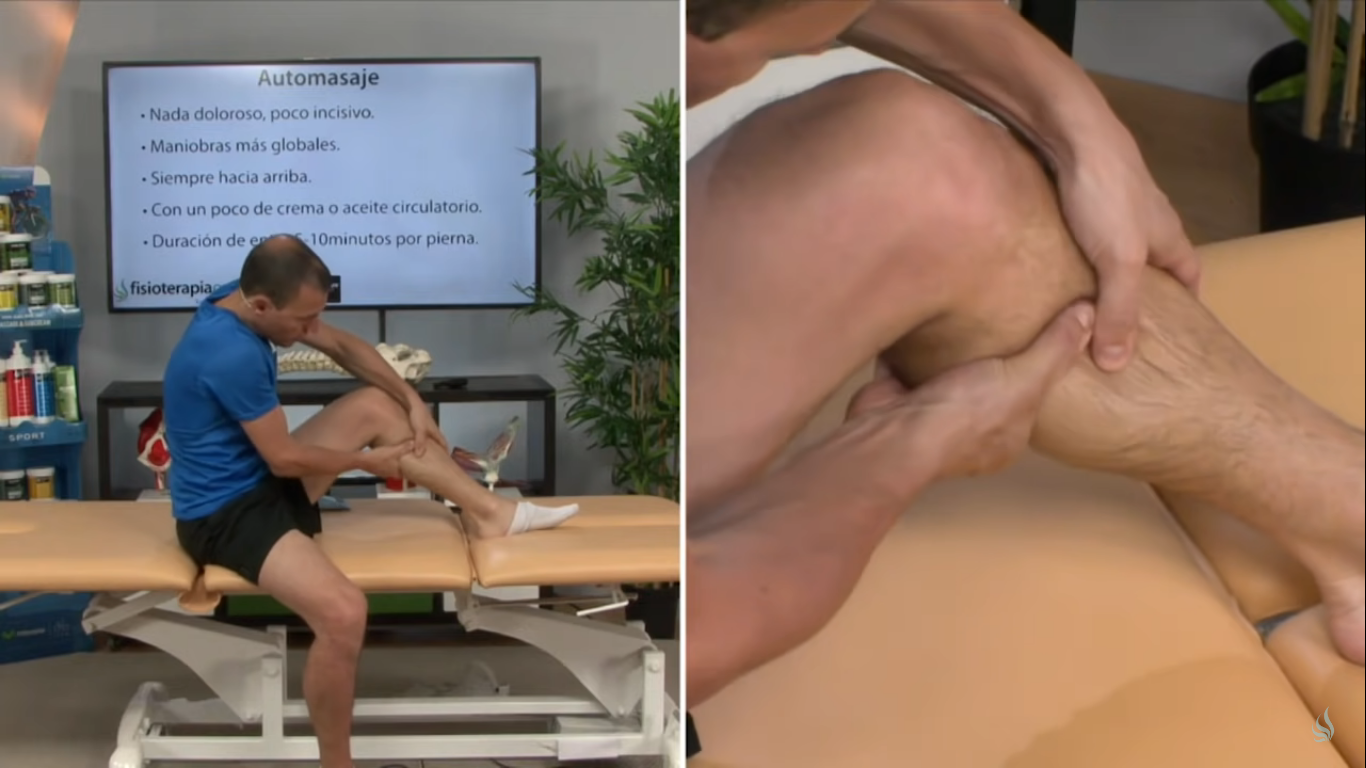 Automasaje
• Nada doloroso, poco incisivo.
• Maniobras más globales.
• Siempre hacia arriba.
• Con un poco de crema o aceite circulatorio.
• Duración de 10minutos por pierna.
fisioterapia
SPORT